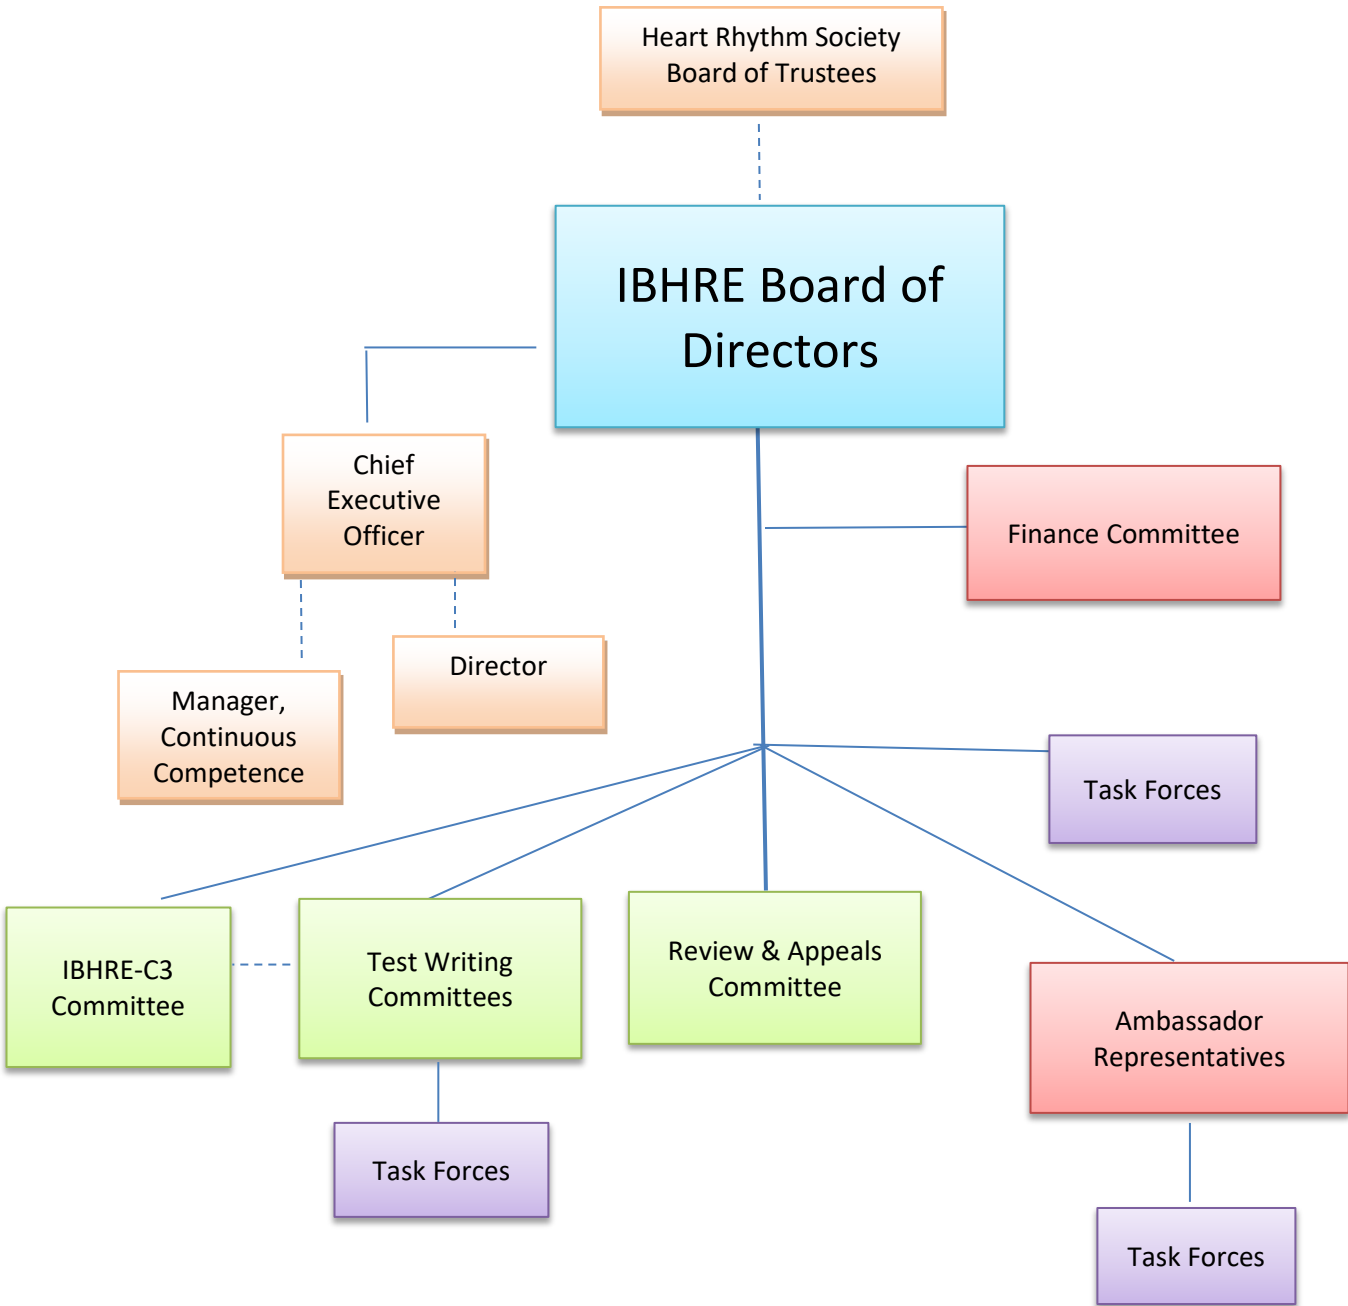 Heart Rhythm Society
Board of Trustees
IBHRE Board of
Directors
Chief
Executive
Officer
Finance Committee
Director
Manager,
Continuous
Competence
Task Forces
IBHRE-C3
Committee
Test Writing
Committees
Review & Appeals
Committee
Ambassador
Representatives
Task Forces
Task Forces